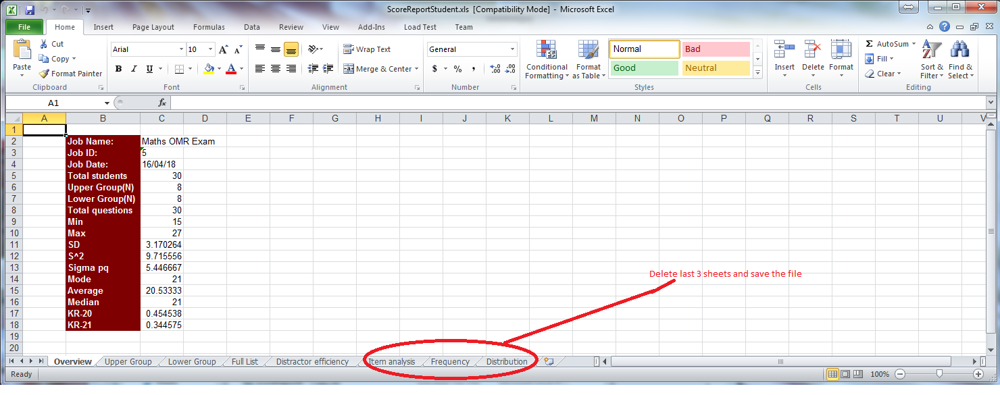 ScoreReportStudent.xls [Compatibility Mode] - Microsoft Excel
File Home Insert Page Layout Formulas Data Review View Add-Ins Load Test Team
Paste
Cut
Copy
Format Painter
Clipboard
Arial 10
B I U
Font
Wrap Text
Merge & Center
Alignment
General
$ % ,
Number
Conditional Formatting
Format as Table
Normal Bad
Good Neutral
Styles
Insert Delete Format
Cells
Σ AutoSum
Fill
Clear
Sort & Filter
Find & Select
Editing
A1 fx
A B C D E F G H I J K L M N O P Q R S T U V
1
2 Job Name: Maths OMR Exam
3 Job ID: 5
4 Job Date: 16/04/18
5 Total students 30
6 Upper Group(N) 8
7 Lower Group(N) 8
8 Total questions 30
9 Min 15
10 Max 27
11 SD 3.170264
12 S^2 9.715556
13 Sigma pq 5.446667
14 Mode 21
Delete last 3 sheets and save the file
15 Average 20.53333
16 Median 21
17 KR-20 0.454538
18 KR-21 0.344575
19
20
Overview Upper Group Lower Group Full List Distractor efficiency Item analysis Frequency Distribution
Ready 100%